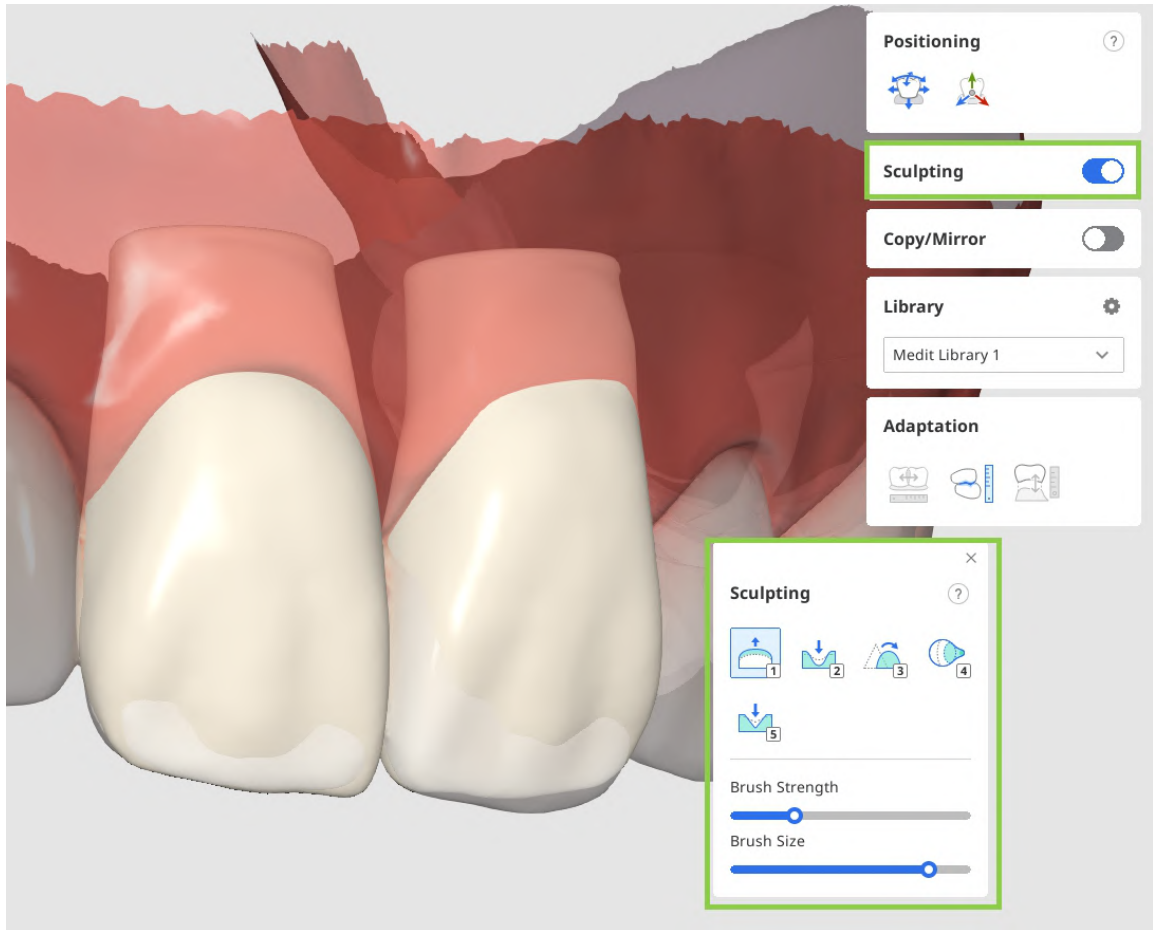 Positioning
?
Sculpting
Copy/Mirror
Library
Medit Library 1
Adaptation
Sculpting
?
1
2
3
4
5
Brush Strength
Brush Size